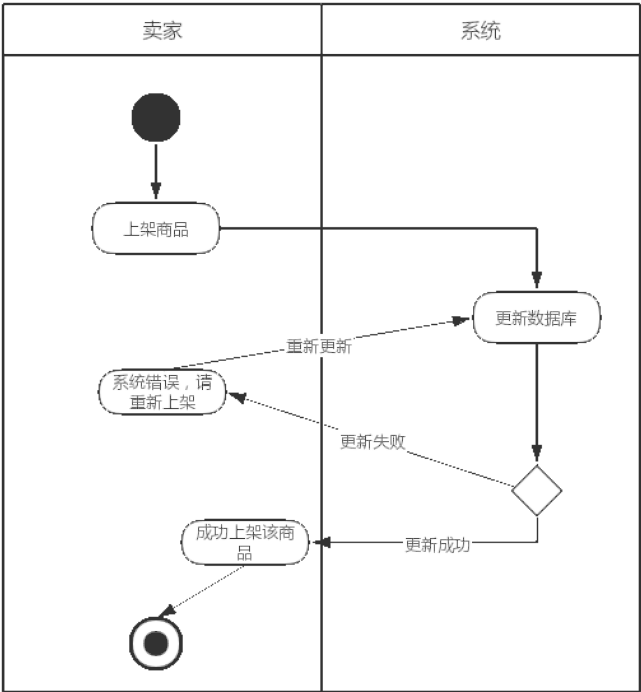 卖家
系统
上架商品
更新数据库
重新更新
系统错误，请
重新上架
更新失败
成功上架该商
品
更新成功